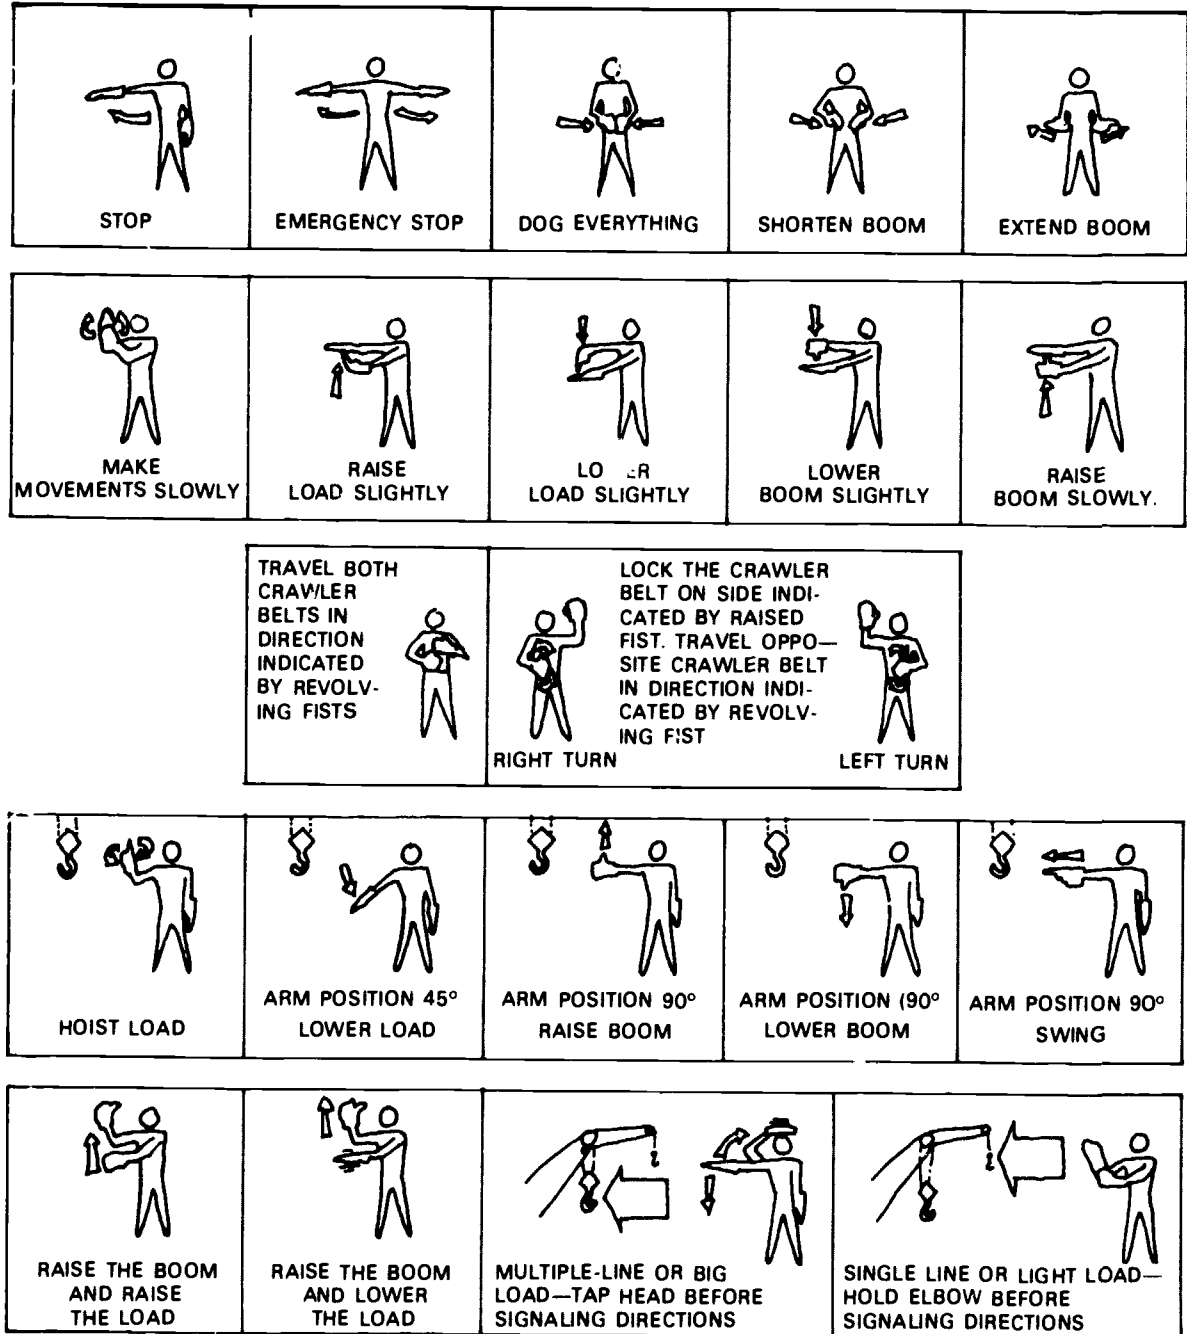 STOP
EMERGENCY STOP
DOG EVERYTHING
SHORTEN BOOM
EXTEND BOOM
MAKE
MOVEMENTS SLOWLY
RAISE
LOAD SLIGHTLY
LO ER
LOAD SLIGHTLY
LOWER
BOOM SLIGHTLY
RAISE
BOOM SLOWLY.
TRAVEL BOTH
CRAWLER
BELTS IN
DIRECTION
INDICATED
BY REVOLV-
ING FISTS
LOCK THE CRAWLER
BELT ON SIDE INDI-
CATED BY RAISED
FIST. TRAVEL OPPO—
SITE CRAWLER BELT
IN DIRECTION INDI-
CATED BY REVOLV-
ING FIST
RIGHT TURN
LEFT TURN
HOIST LOAD
ARM POSITION 45°
LOWER LOAD
ARM POSITION 90°
RAISE BOOM
ARM POSITION (90°
LOWER BOOM
ARM POSITION 90°
SWING
RAISE THE BOOM
AND RAISE
THE LOAD
RAISE THE BOOM
AND LOWER
THE LOAD
MULTIPLE-LINE OR BIG
LOAD—TAP HEAD BEFORE
SIGNALING DIRECTIONS
SINGLE LINE OR LIGHT LOAD—
HOLD ELBOW BEFORE
SIGNALING DIRECTIONS